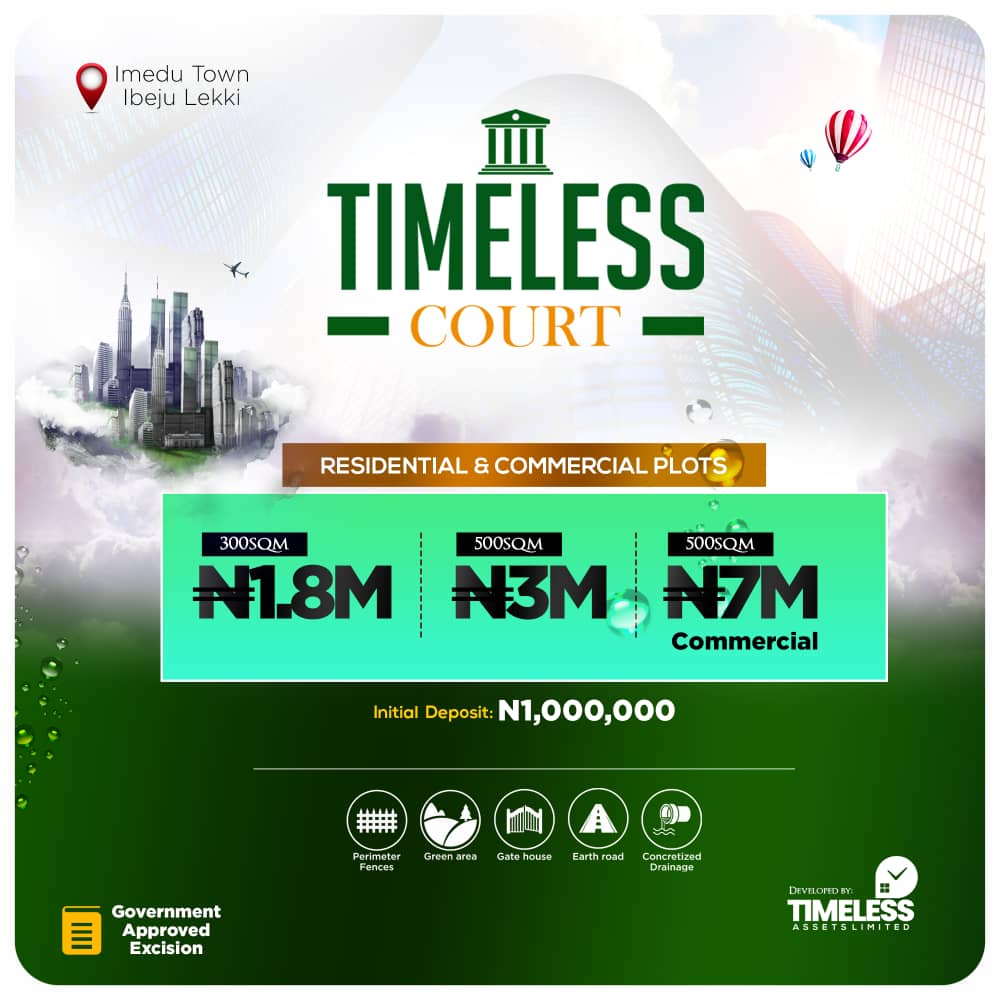 Imedu Town
Ibeju Lekki
TIMELESS
COURT
RESIDENTIAL & COMMERCIAL PLOTS
300SQM
₦1.8M
500SQM
₦3M
500SQM
₦7M
Commercial
Initial Deposit: N1,000,000
Perimeter
Fences
Green area
Gate house
Earth road
Concretized
Drainage
Government
Approved
Excision
DEVELOPED BY:
TIMELESS
ASSETS LIMITED